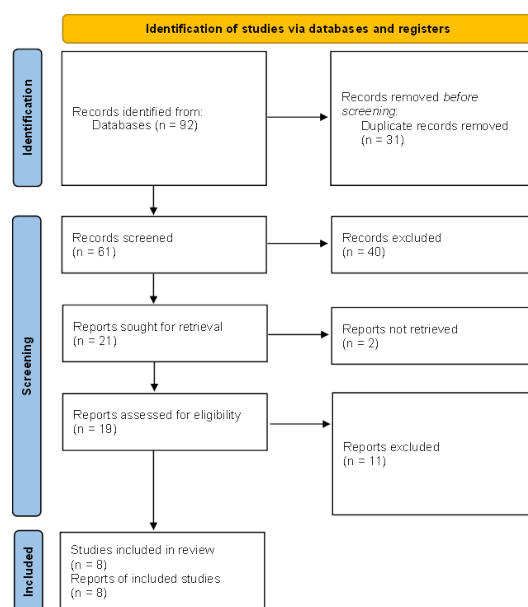 Identification of studies via databases and registers
Identification
Records identified from:
Databases (n = 92)
Records removed before
screening:
Duplicate records removed
(n = 31)
Screening
Records screened
(n = 61)
Records excluded
(n = 40)
Reports sought for retrieval
(n = 21)
Reports not retrieved
(n = 2)
Reports assessed for eligibility
(n = 19)
Reports excluded
(n = 11)
Included
Studies included in review
(n = 8)
Reports of included studies
(n = 8)